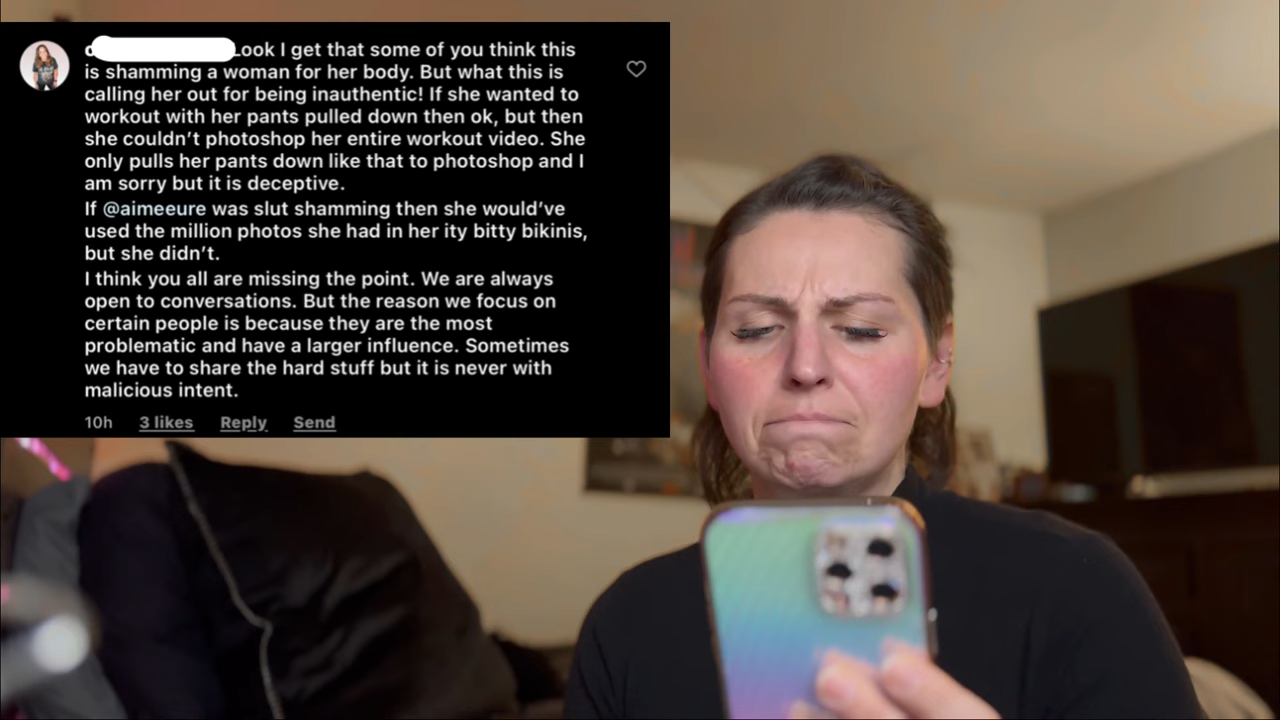 Look I get that some of you think this
is shamming a woman for her body. But what this is
calling her out for being inauthentic! If she wanted to
workout with her pants pulled down then ok, but then
she couldn’t photoshop her entire workout video. She
only pulls her pants down like that to photoshop and I
am sorry but it is deceptive.
If @aimeeure was slut shamming then she would’ve
used the million photos she had in her ity bitty bikinis,
but she didn’t.
I think you all are missing the point. We are always
open to conversations. But the reason we focus on
certain people is because they are the most
problematic and have a larger influence. Sometimes
we have to share the hard stuff but it is never with
malicious intent.
10h 3 likes Reply Send